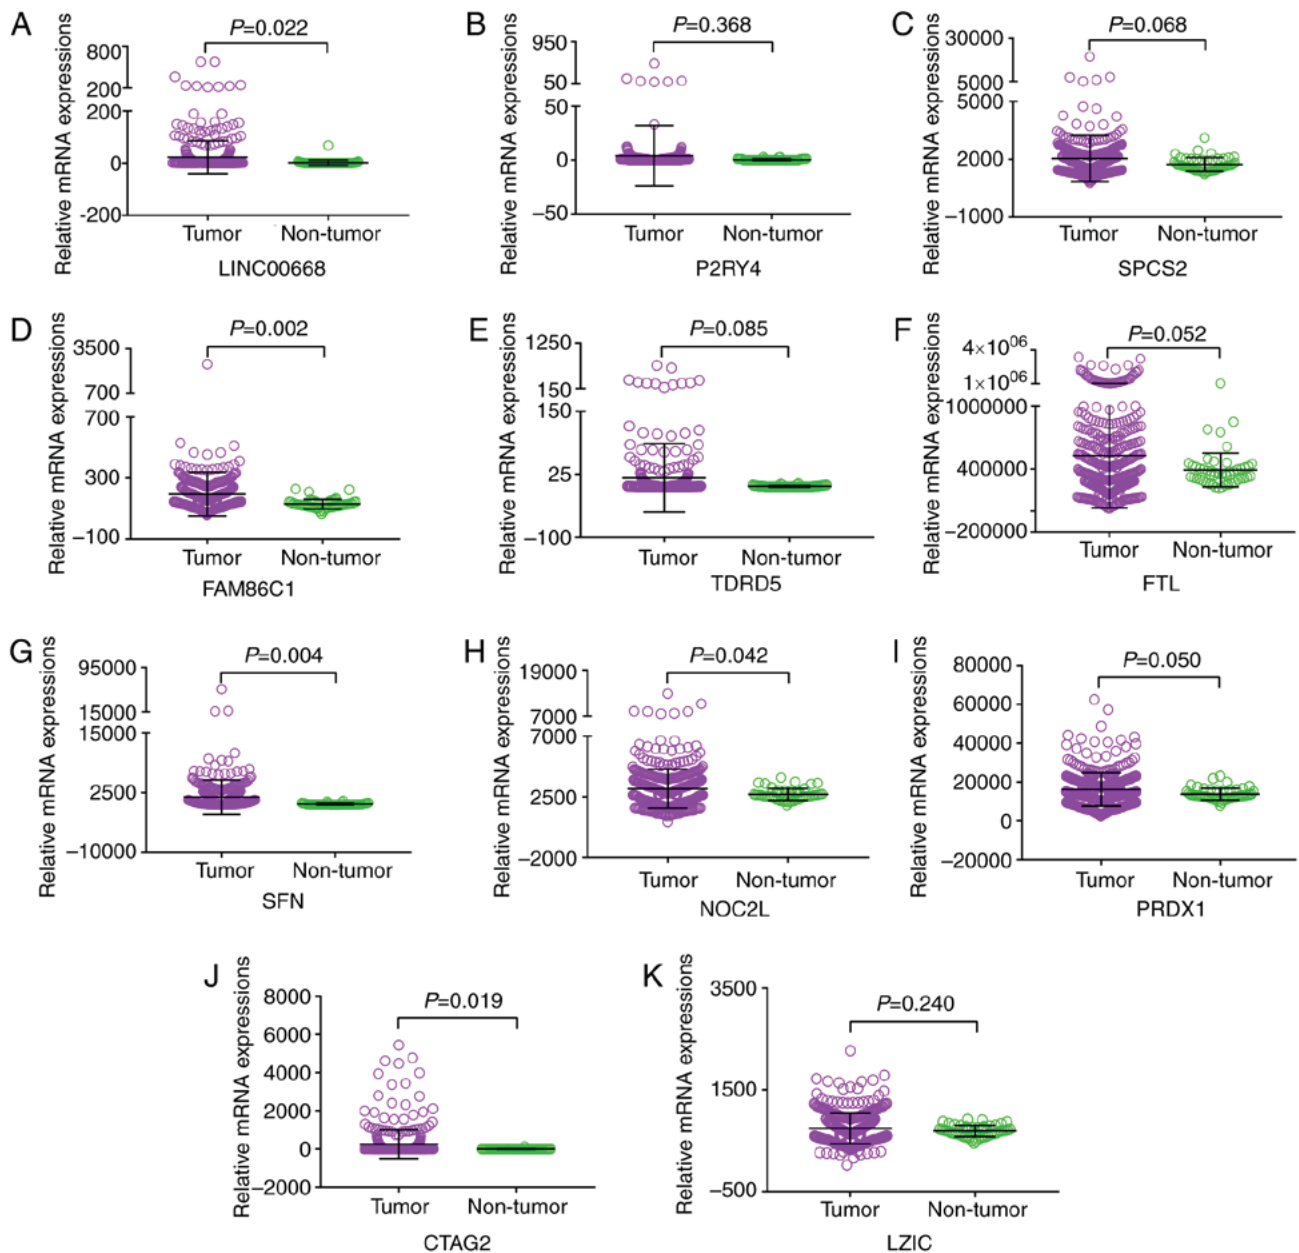 A
P=0.022
Relative mRNA expressions
800
200
200
0
-200
Tumor Non-tumor
LINC00668
B
P=0.368
Relative mRNA expressions
950
50
50
0
−50
Tumor Non-tumor
P2RY4
C
P=0.068
Relative mRNA expressions
30000
5000
5000
2000
−1000
Tumor Non-tumor
SPCS2
D
P=0.002
Relative mRNA expressions
3500
700
700
300
−100
Tumor Non-tumor
FAM86C1
E
P=0.085
Relative mRNA expressions
1250
150
150
25
−100
Tumor Non-tumor
TDRD5
F
P=0.052
Relative mRNA expressions
4×10⁰⁶
1×10⁰⁶
1000000
400000
−200000
Tumor Non-tumor
FTL
G
P=0.004
Relative mRNA expressions
95000
15000
15000
2500
−10000
Tumor Non-tumor
SFN
H
P=0.042
Relative mRNA expressions
19000
7000
7000
2500
−2000
Tumor Non-tumor
NOC2L
I
P=0.050
Relative mRNA expressions
80000
60000
40000
20000
0
−20000
Tumor Non-tumor
PRDX1
J
P=0.019
Relative mRNA expressions
8000
6000
4000
2000
0
−2000
Tumor Non-tumor
CTAG2
K
P=0.240
Relative mRNA expressions
3500
1500
−500
Tumor Non-tumor
LZIC